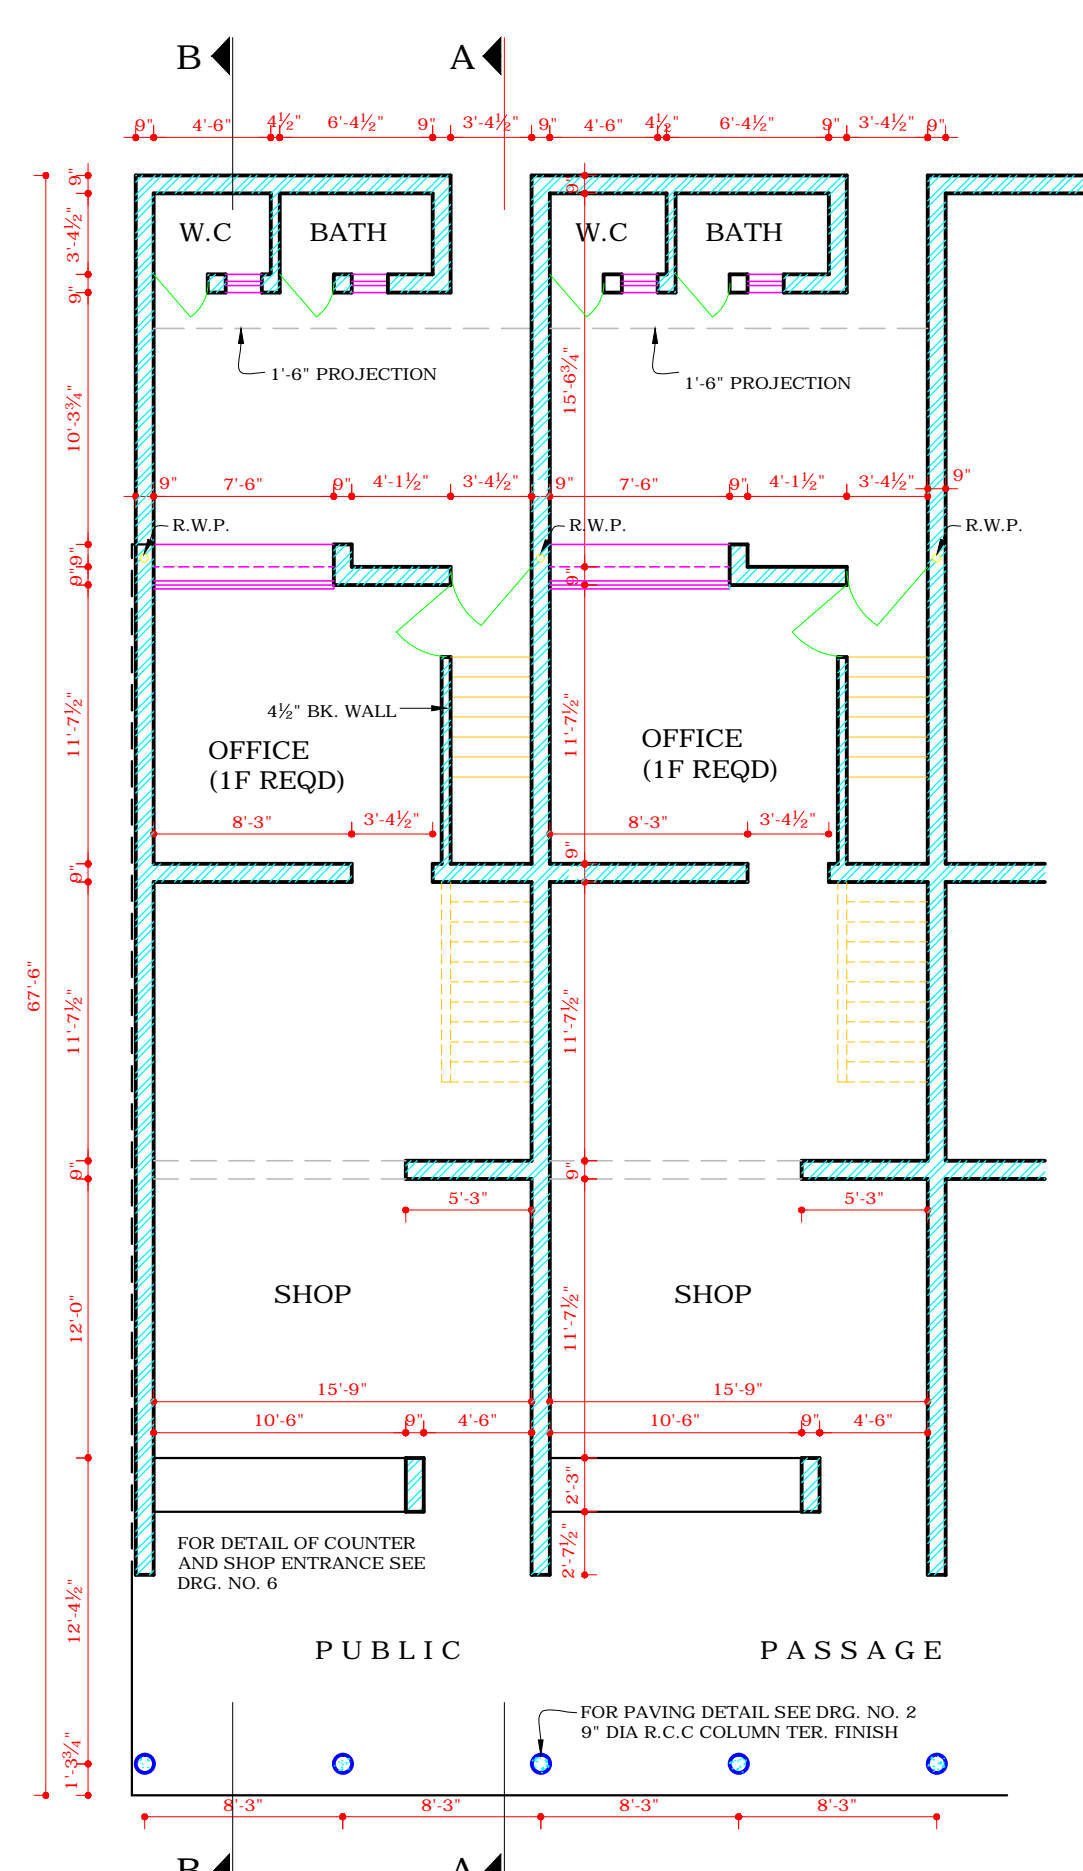 B
A
9" 4'-6" 4½" 6'-4½" 9" 3'-4½" 9" 4'-6" 4½" 6'-4½" 9" 3'-4½" 9"
9"
9"
3'-4½"
W.C
BATH
W.C
BATH
9"
1'-6" PROJECTION
1'-6" PROJECTION
15'-6¾"
10'-3¾"
9" 7'-6" 9" 4'-1½" 3'-4½" 9" 7'-6" 9" 4'-1½" 3'-4½" 9"
R.W.P.
R.W.P.
R.W.P.
9"
9"
9"
4½" BK. WALL
11'-7½"
11'-7½"
OFFICE
(1F REQD)
OFFICE
(1F REQD)
8'-3" 3'-4½" 8'-3" 3'-4½"
9"
9"
67'-6"
11'-7½"
11'-7½"
9"
9"
5'-3"
5'-3"
SHOP
SHOP
12'-0"
11'-7½"
15'-9"
15'-9"
10'-6" 9" 4'-6" 10'-6" 9" 4'-6"
2'-3"
2'-7½"
FOR DETAIL OF COUNTER
AND SHOP ENTRANCE SEE
DRG. NO. 6
12'-4½"
PUBLIC PASSAGE
FOR PAVING DETAIL SEE DRG. NO. 2
9" DIA R.C.C COLUMN TER. FINISH
1'-3¾"
8'-3" 8'-3" 8'-3" 8'-3"
B
A